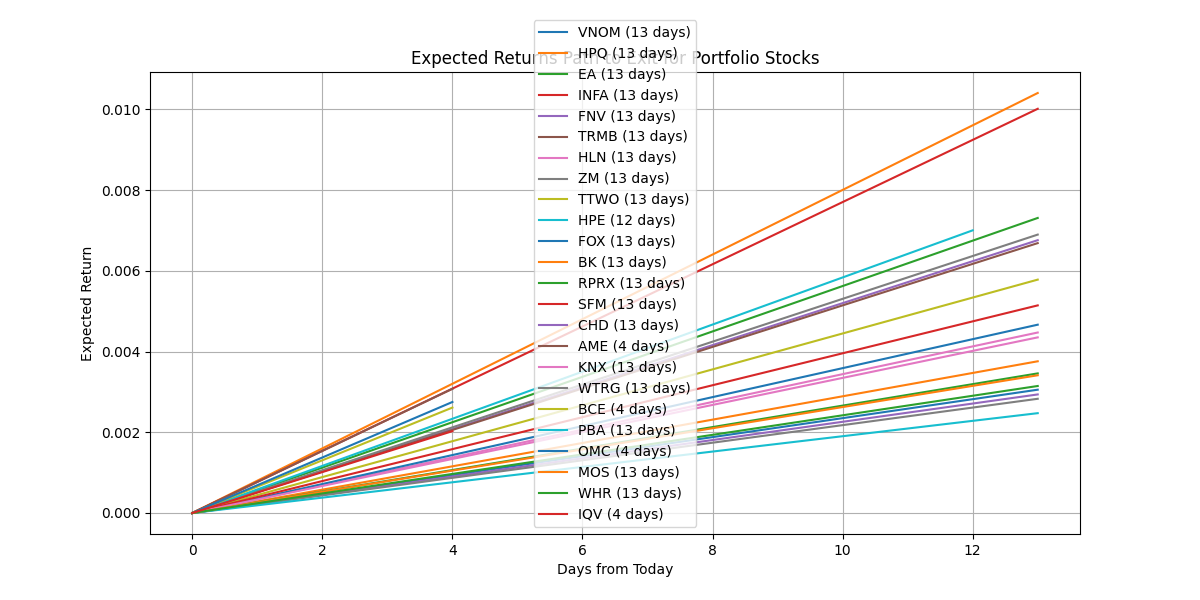 Expected Returns Path to Exit for Portfolio Stocks
VNOM (13 days)
HPQ (13 days)
EA (13 days)
INFA (13 days)
FNV (13 days)
TRMB (13 days)
HLN (13 days)
ZM (13 days)
TTWO (13 days)
HPE (12 days)
FOX (13 days)
BK (13 days)
RPRX (13 days)
SFM (13 days)
CHD (13 days)
AME (4 days)
KNX (13 days)
WTRG (13 days)
BCE (4 days)
PBA (13 days)
OMC (4 days)
MOS (13 days)
WHR (13 days)
IQV (4 days)
Expected Return
0.010
0.008
0.006
0.004
0.002
0.000
0 2 4 6 8 10 12
Days from Today